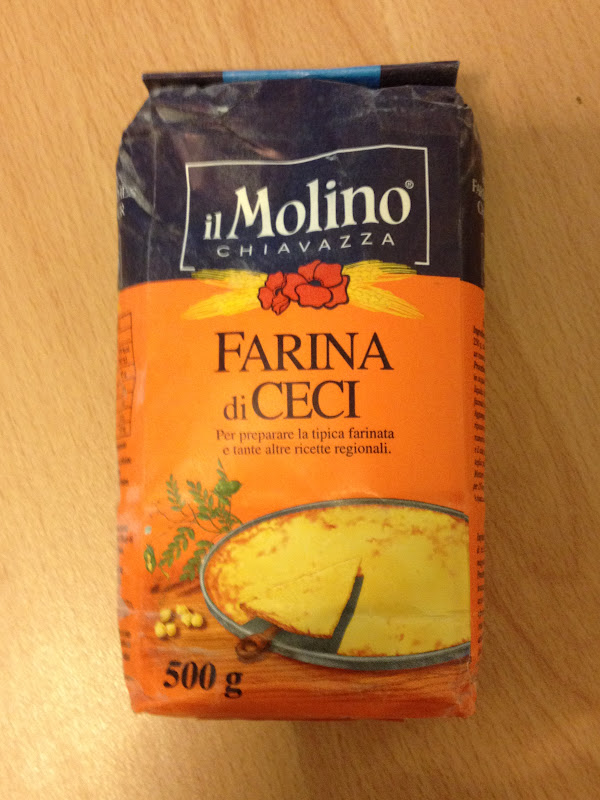 il Molino®
CHIAVAZZA
FARINA
di CECI
Per preparare la tipica farinata
e tante altre ricette regionali.
500 g